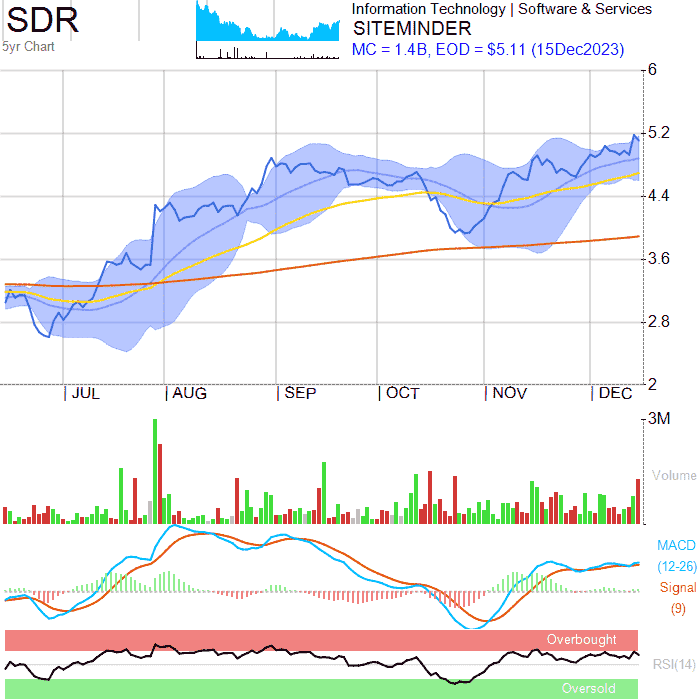 SDR
5yr Chart
Information Technology | Software & Services
SITEMINDER
MC = 1.4B, EOD = $5.11 (15Dec2023)
6
5.2
4.4
3.6
2.8
2
JUL AUG SEP OCT NOV DEC
3M
Volume
MACD
(12-26)
Signal
(9)
Overbought
RSI(14)
Oversold